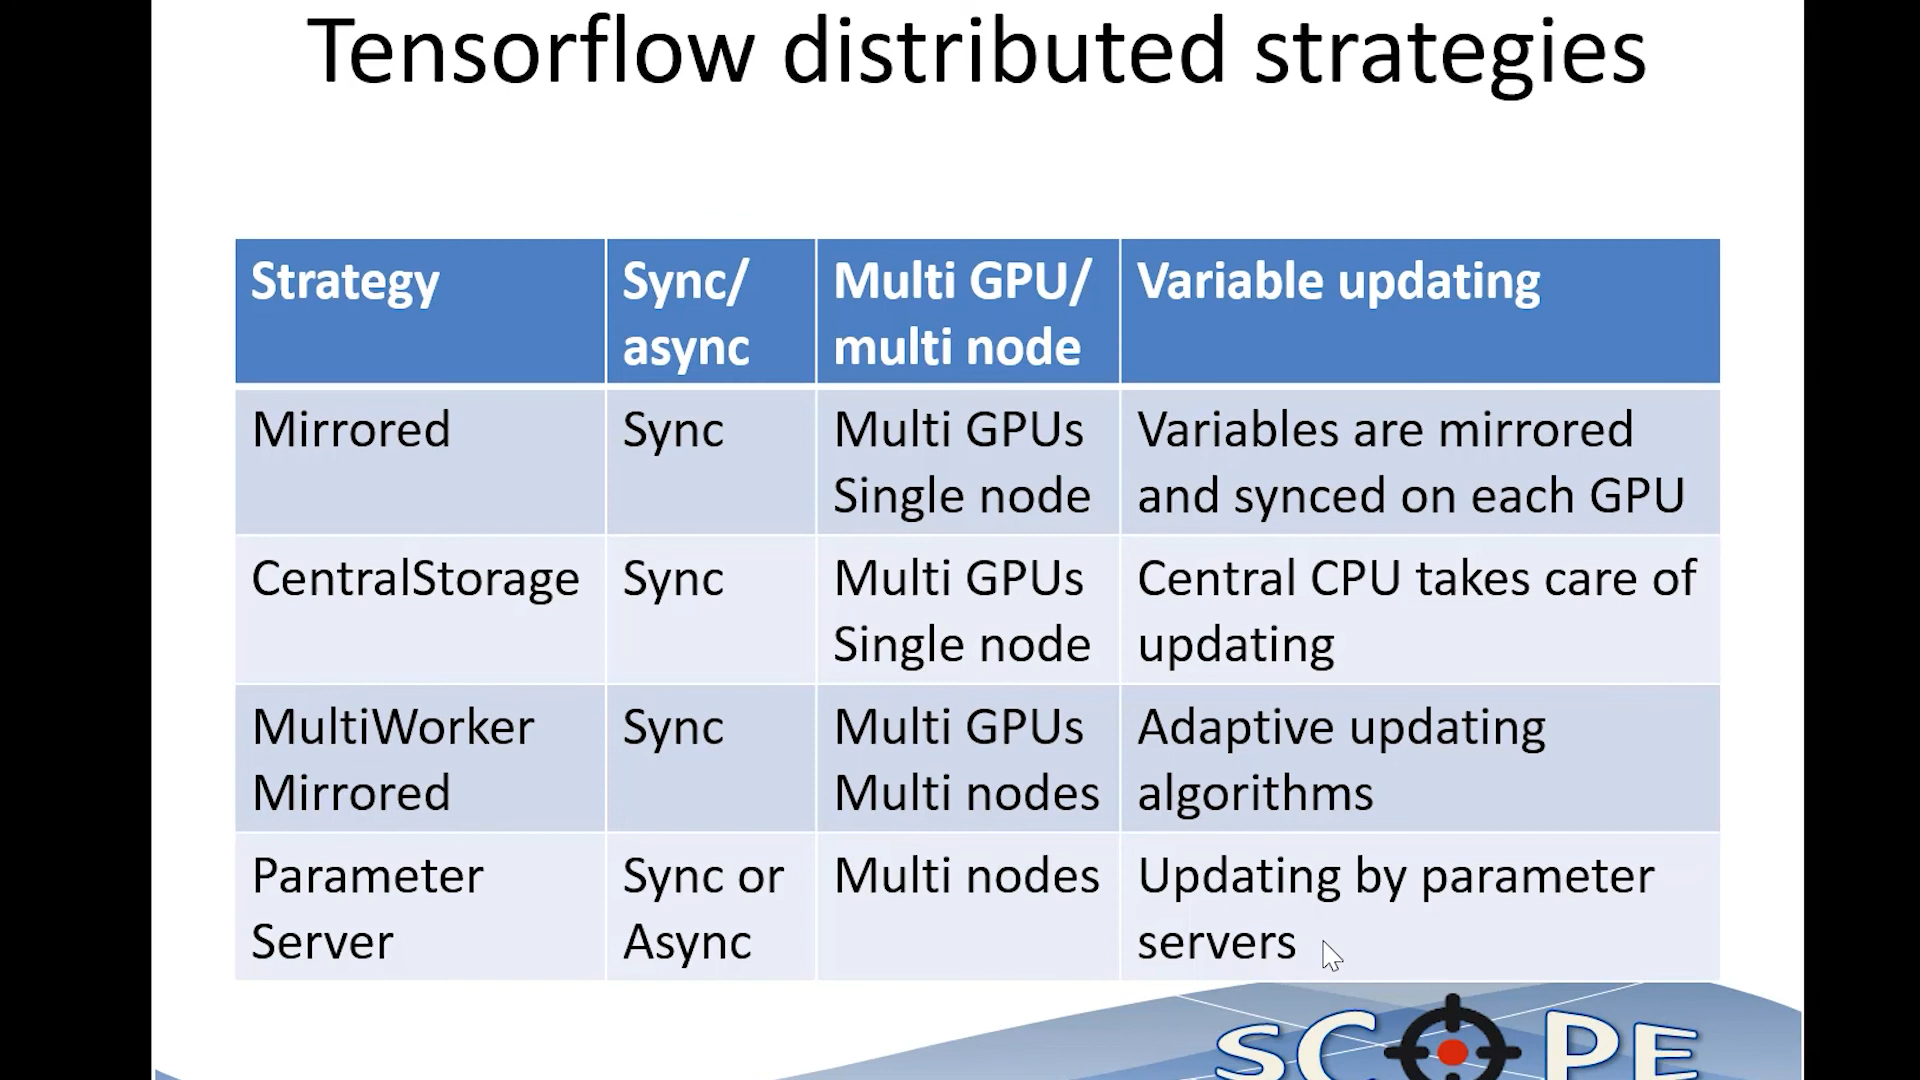 Tensorflow distributed strategies
Strategy
Sync/
async
Multi GPU/
multi node
Variable updating
Mirrored
Sync
Multi GPUs
Single node
Variables are mirrored
and synced on each GPU
CentralStorage
Sync
Multi GPUs
Single node
Central CPU takes care of
updating
MultiWorker
Mirrored
Sync
Multi GPUs
Multi nodes
Adaptive updating
algorithms
Parameter
Server
Sync or
Async
Multi nodes
Updating by parameter
servers
SCOPE